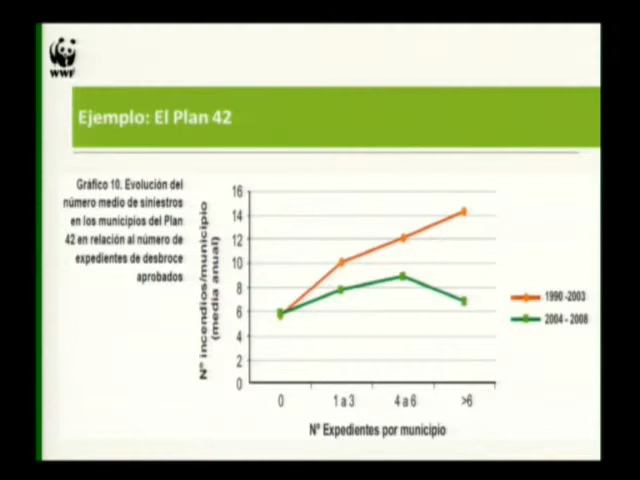 WWF
Ejemplo: El Plan 42
Gráfico 10. Evolución del
número medio de siniestros
en los municipios del Plan
42 en relación al número de
expedientes de desbroce
aprobados
Nº incendios/municipio
(media anual)
16
14
12
10
8
6
4
2
0
0
1 a 3
4 a 6
>6
Nº Expedientes por municipio
1990 -2003
2004 - 2008